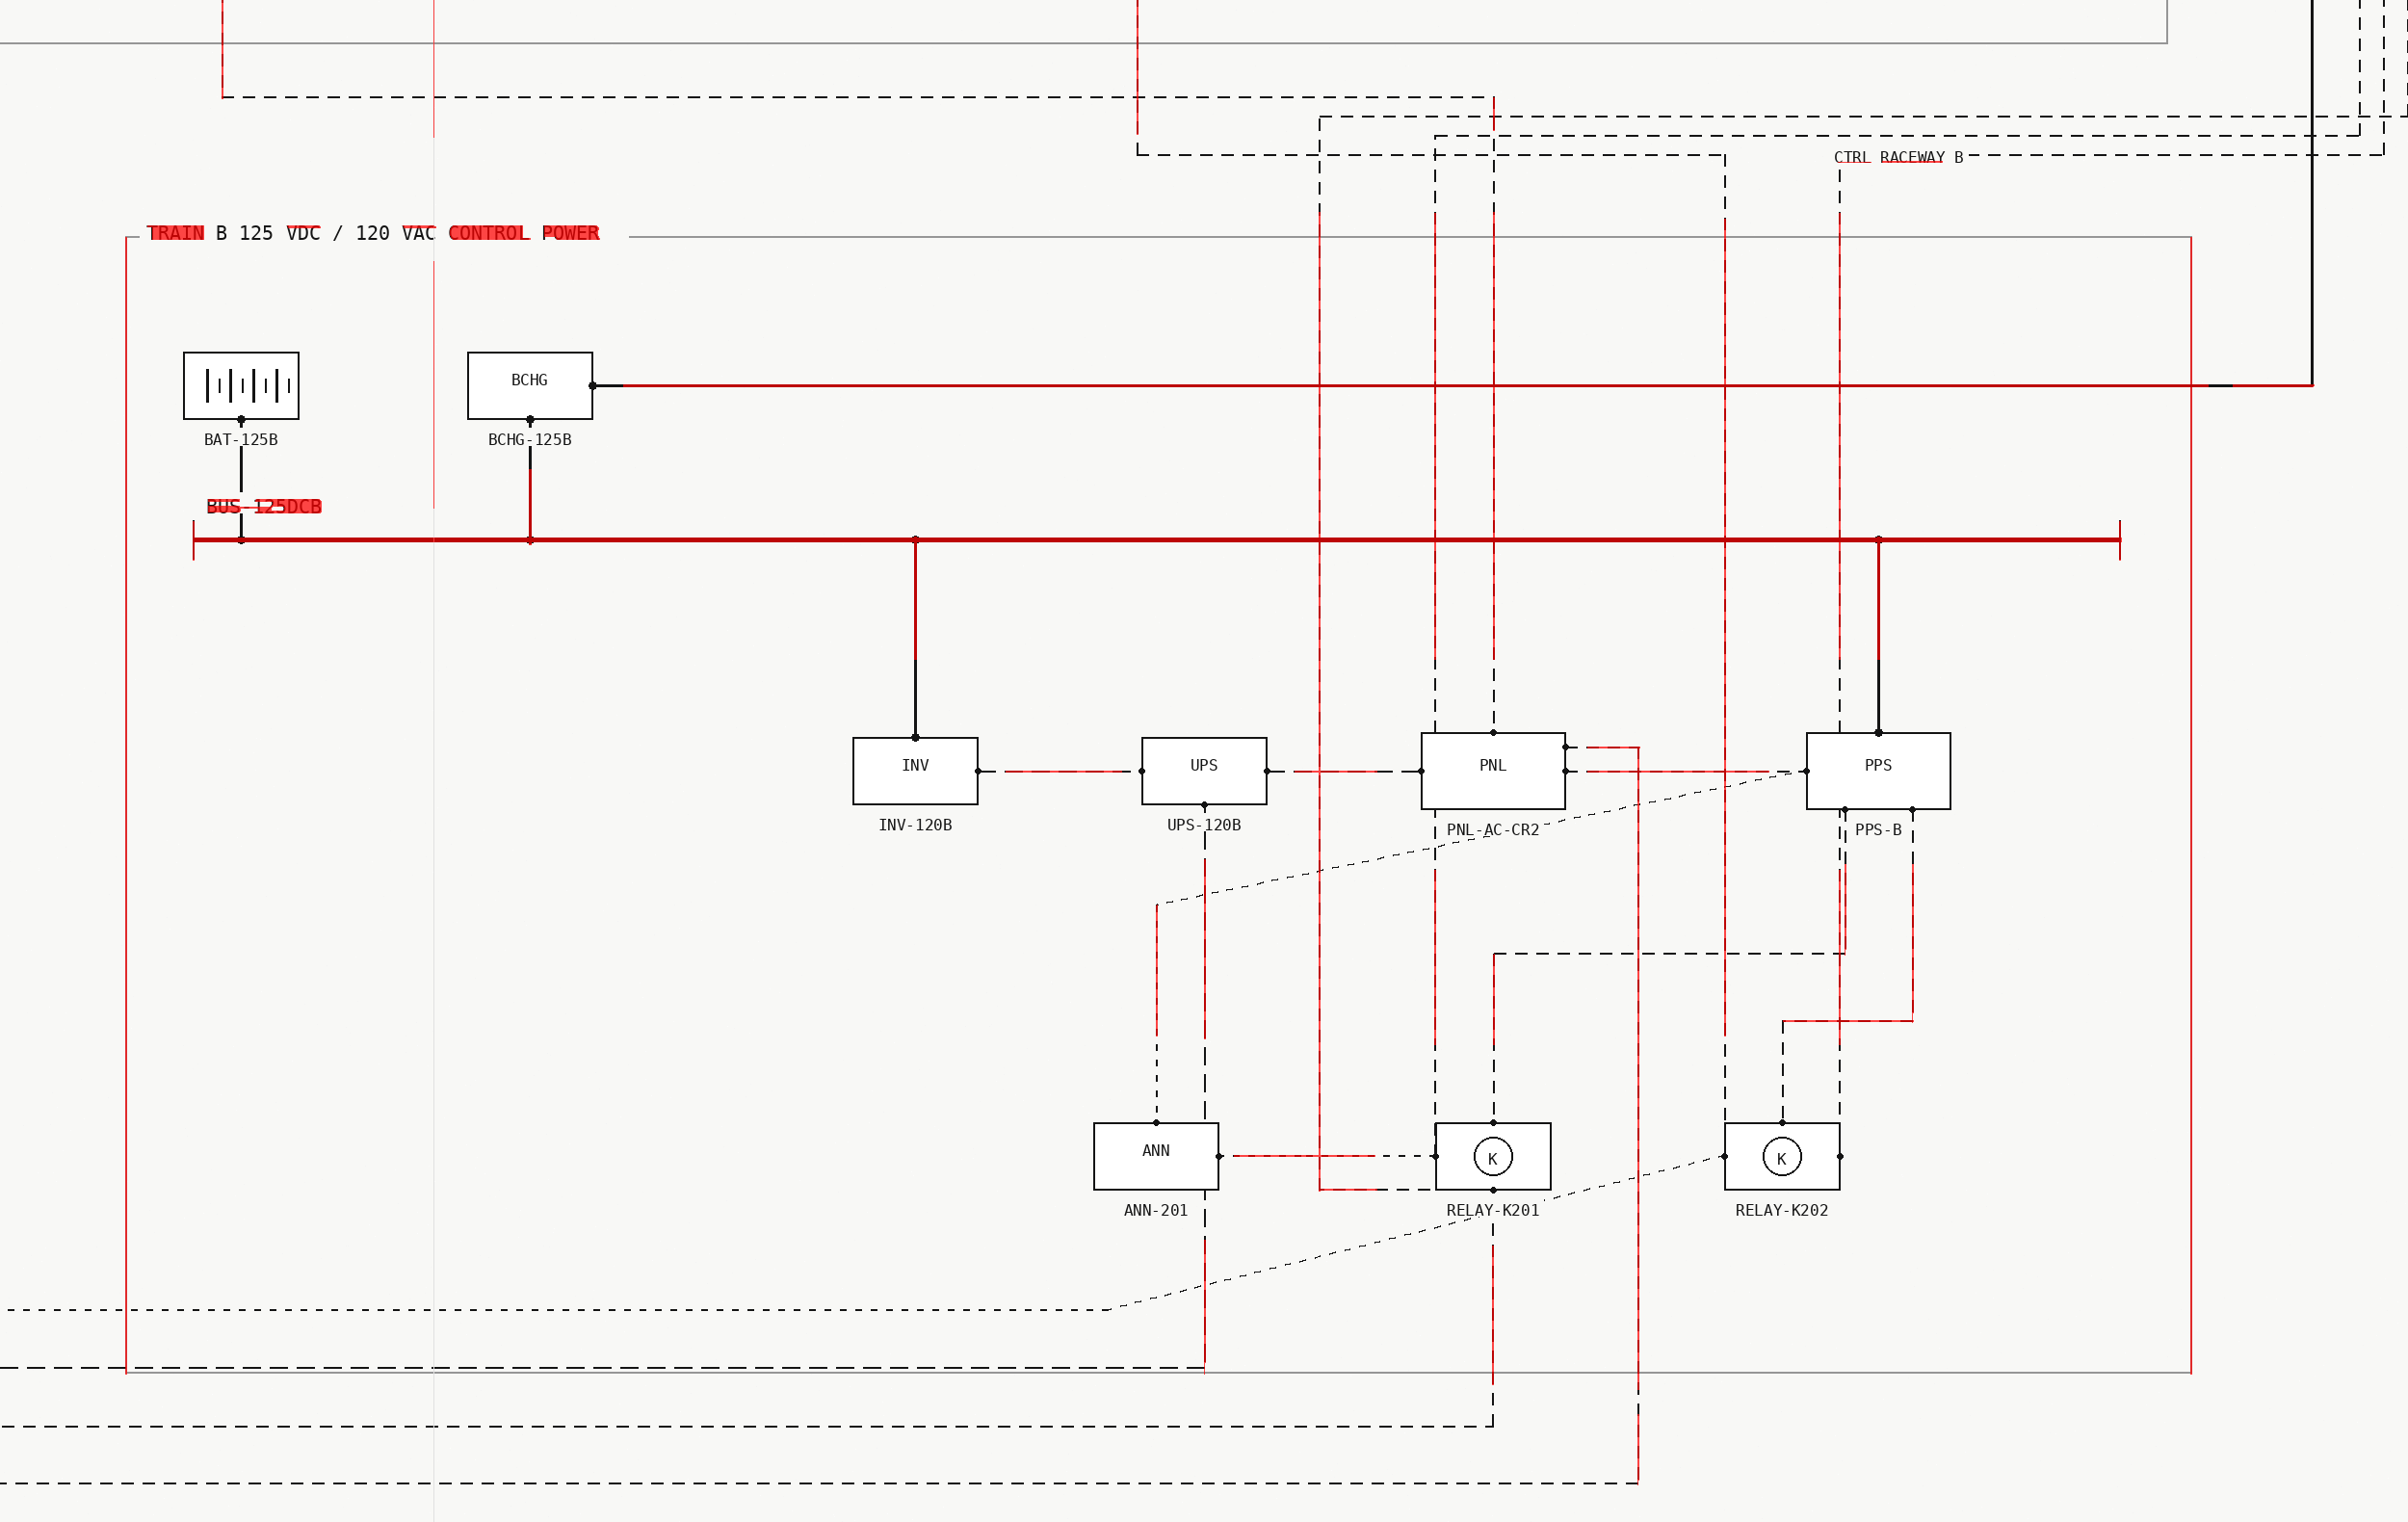 CTRL RACEWAY B
TRAIN B 125 VDC / 120 VAC CONTROL POWER
BCHG
BAT-125B
BCHG-125B
BUS-125DCB
INV
UPS
PNL
PPS
INV-120B
UPS-120B
PNL-AC-CR2
PPS-B
ANN
K
K
ANN-201
RELAY-K201
RELAY-K202